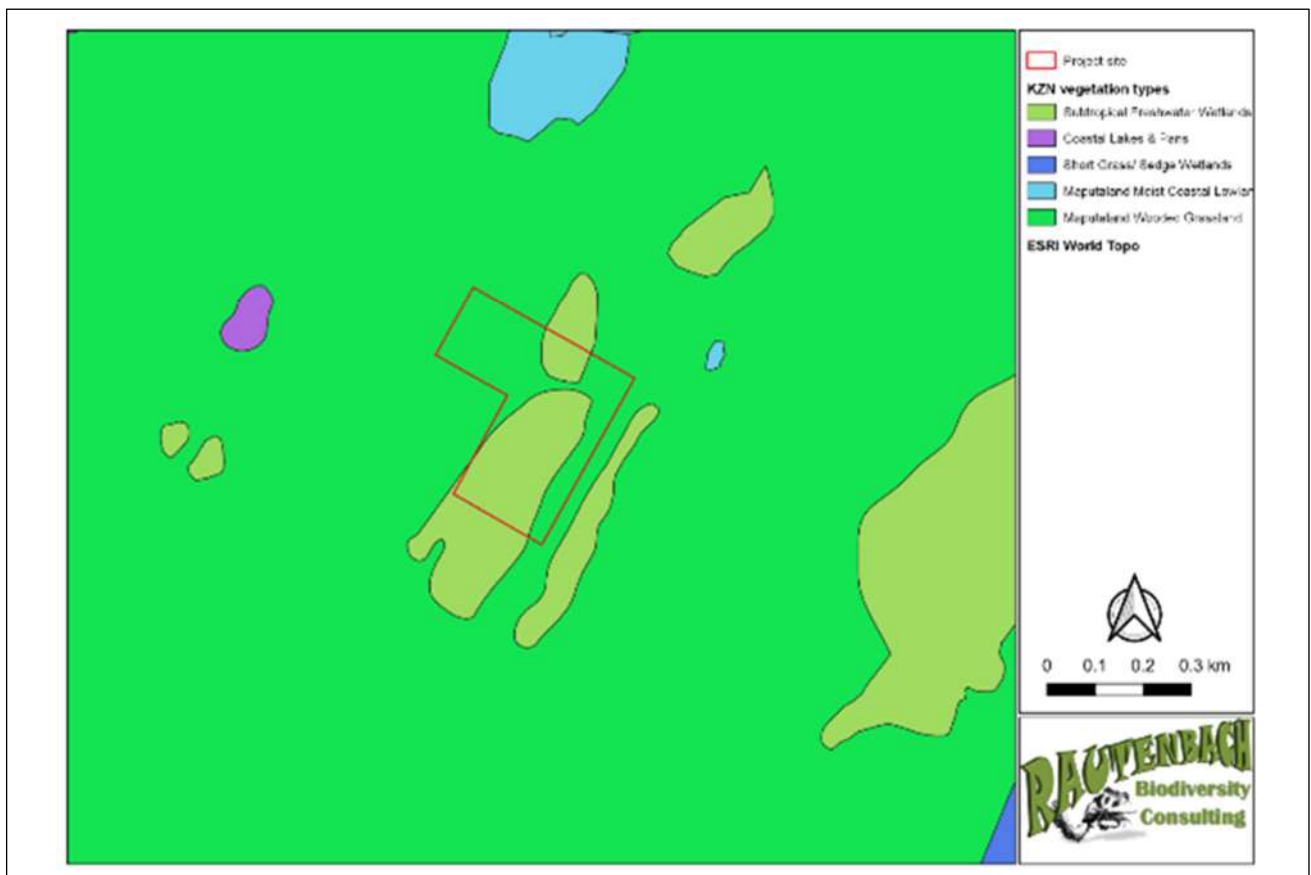 Project site
KZN vegetation types
Subtropical Freshwater Wetlands
Coastal Lakes & Pans
Short Grass/ Sedge Wetlands
Maputaland Moist Coastal Lowlan
Maputaland Wooded Grassland
ESRI World Topo
0 0.1 0.2 0.3 km
RAUTENBACH
Biodiversity
Consulting